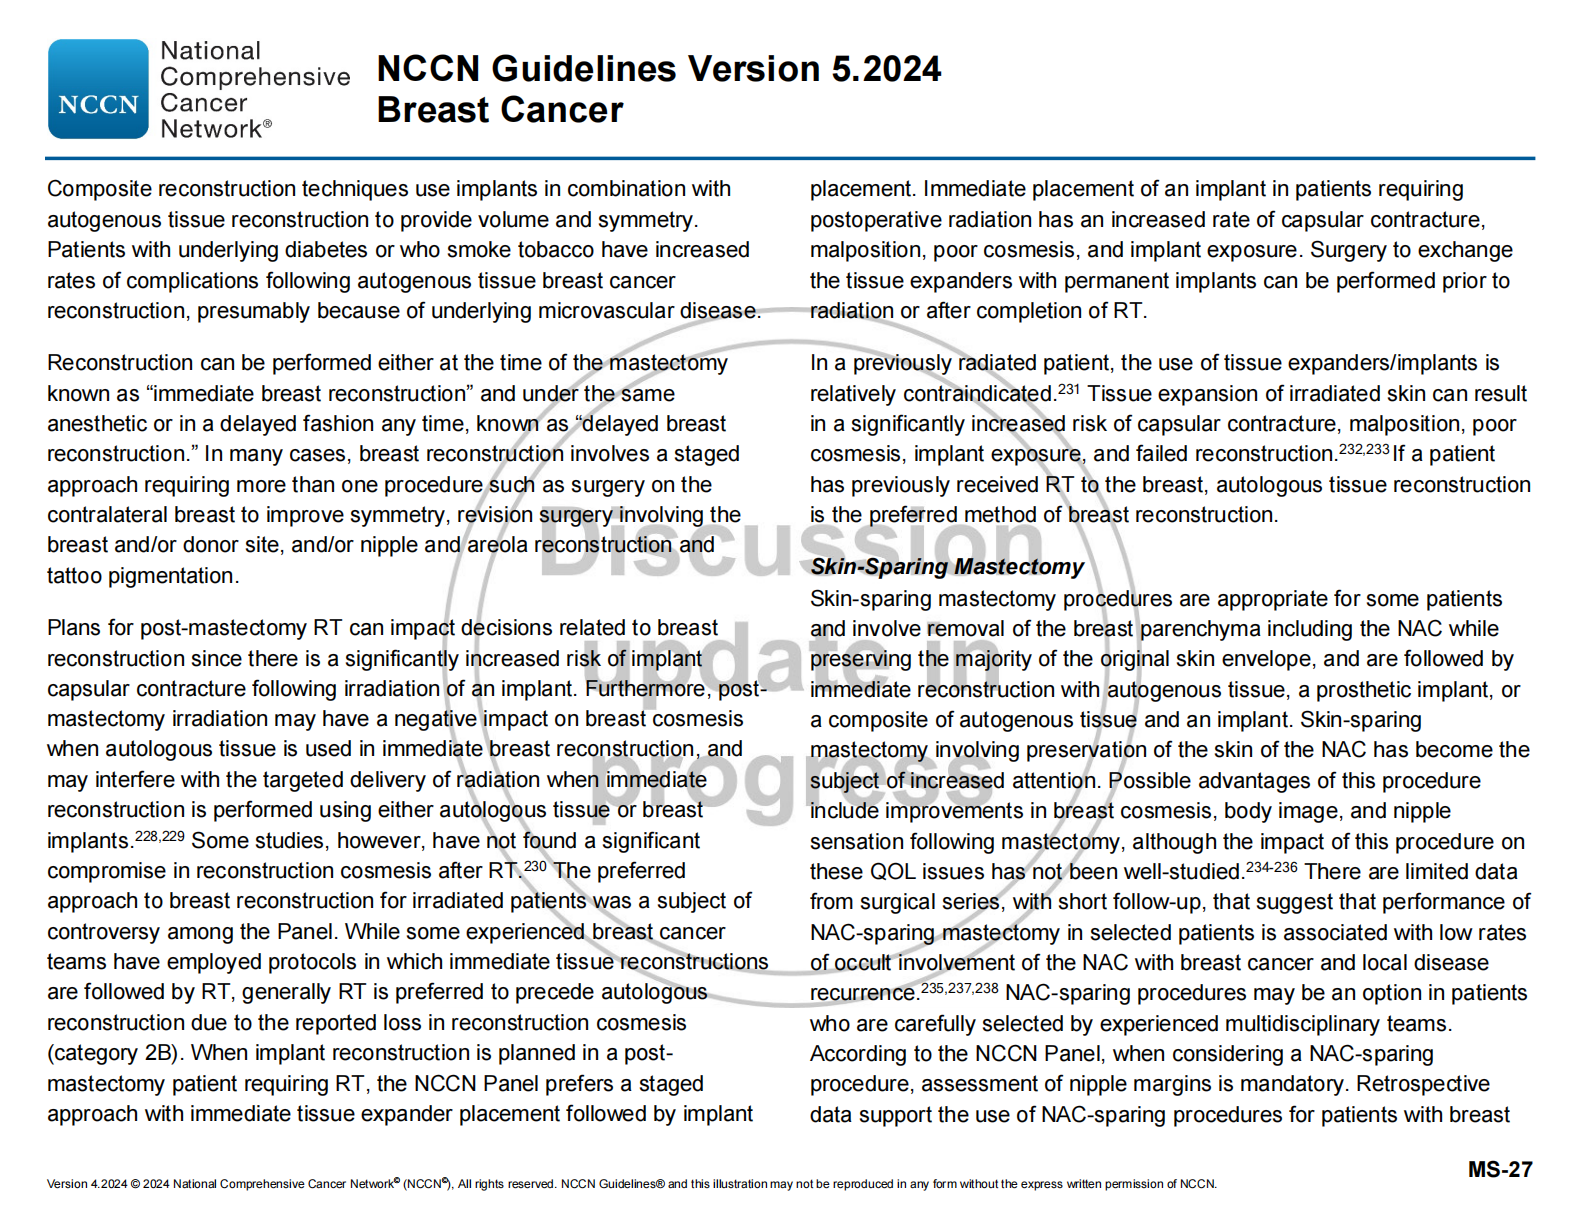 National
Comprehensive
Cancer
Network®
NCCN
NCCN Guidelines Version 5.2024
Breast Cancer
Composite reconstruction techniques use implants in combination with
autogenous tissue reconstruction to provide volume and symmetry.
Patients with underlying diabetes or who smoke tobacco have increased
rates of complications following autogenous tissue breast cancer
reconstruction, presumably because of underlying microvascular disease.
Reconstruction can be performed either at the time of the mastectomy
known as “immediate breast reconstruction” and under the same
anesthetic or in a delayed fashion any time, known as “delayed breast
reconstruction.” In many cases, breast reconstruction involves a staged
approach requiring more than one procedure such as surgery on the
contralateral breast to improve symmetry, revision surgery involving the
breast and/or donor site, and/or nipple and areola reconstruction and
tattoo pigmentation.
Plans for post-mastectomy RT can impact decisions related to breast
reconstruction since there is a significantly increased risk of implant
capsular contracture following irradiation of an implant. Furthermore, post-
mastectomy irradiation may have a negative impact on breast cosmesis
when autologous tissue is used in immediate breast reconstruction, and
may interfere with the targeted delivery of radiation when immediate
reconstruction is performed using either autologous tissue or breast
implants.228,229 Some studies, however, have not found a significant
compromise in reconstruction cosmesis after RT.230 The preferred
approach to breast reconstruction for irradiated patients was a subject of
controversy among the Panel. While some experienced breast cancer
teams have employed protocols in which immediate tissue reconstructions
are followed by RT, generally RT is preferred to precede autologous
reconstruction due to the reported loss in reconstruction cosmesis
(category 2B). When implant reconstruction is planned in a post-
mastectomy patient requiring RT, the NCCN Panel prefers a staged
approach with immediate tissue expander placement followed by implant
placement. Immediate placement of an implant in patients requiring
postoperative radiation has an increased rate of capsular contracture,
malposition, poor cosmesis, and implant exposure. Surgery to exchange
the tissue expanders with permanent implants can be performed prior to
radiation or after completion of RT.
In a previously radiated patient, the use of tissue expanders/implants is
relatively contraindicated.231 Tissue expansion of irradiated skin can result
in a significantly increased risk of capsular contracture, malposition, poor
cosmesis, implant exposure, and failed reconstruction.232,233 If a patient
has previously received RT to the breast, autologous tissue reconstruction
is the preferred method of breast reconstruction.
Skin-Sparing Mastectomy
Skin-sparing mastectomy procedures are appropriate for some patients
and involve removal of the breast parenchyma including the NAC while
preserving the majority of the original skin envelope, and are followed by
immediate reconstruction with autogenous tissue, a prosthetic implant, or
a composite of autogenous tissue and an implant. Skin-sparing
mastectomy involving preservation of the skin of the NAC has become the
subject of increased attention. Possible advantages of this procedure
include improvements in breast cosmesis, body image, and nipple
sensation following mastectomy, although the impact of this procedure on
these QOL issues has not been well-studied.234-236 There are limited data
from surgical series, with short follow-up, that suggest that performance of
NAC-sparing mastectomy in selected patients is associated with low rates
of occult involvement of the NAC with breast cancer and local disease
recurrence.235,237,238 NAC-sparing procedures may be an option in patients
who are carefully selected by experienced multidisciplinary teams.
According to the NCCN Panel, when considering a NAC-sparing
procedure, assessment of nipple margins is mandatory. Retrospective
data support the use of NAC-sparing procedures for patients with breast
Discussion
update in
progress
MS-27
Version 4.2024 © 2024 National Comprehensive Cancer Network© (NCCN©), All rights reserved. NCCN Guidelines® and this illustration may not be reproduced in any form without the express written permission of NCCN.